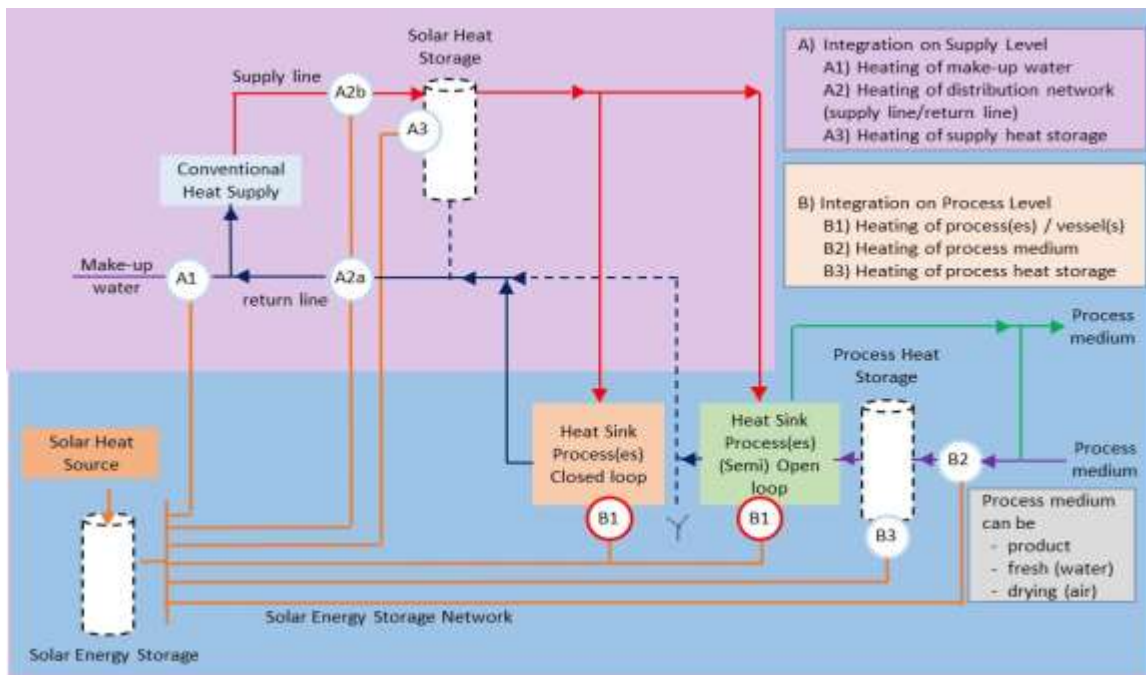 Solar Heat
Storage
Supply line
A2b
A3
Conventional
Heat Supply
Make-up
water
A1
return line
A2a
A) Integration on Supply Level
A1) Heating of make-up water
A2) Heating of distribution network
(supply line/return line)
A3) Heating of supply heat storage
B) Integration on Process Level
B1) Heating of process(es) / vessel(s)
B2) Heating of process medium
B3) Heating of process heat storage
Process
medium
Process Heat
Storage
Solar Heat
Source
Heat Sink
Process(es)
Closed loop
Heat Sink
Process(es)
(Semi) Open
loop
B2
Process
medium
B1
B1
B3
Process medium
can be
- product
- fresh (water)
- drying (air)
Solar Energy Storage Network
Solar Energy Storage